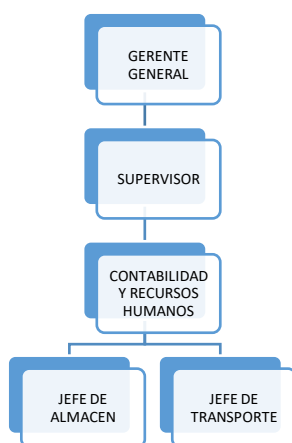 GERENTE
GENERAL
SUPERVISOR
CONTABILIDAD
Y RECURSOS
HUMANOS
JEFE DE
ALMACEN
JEFE DE
TRANSPORTE